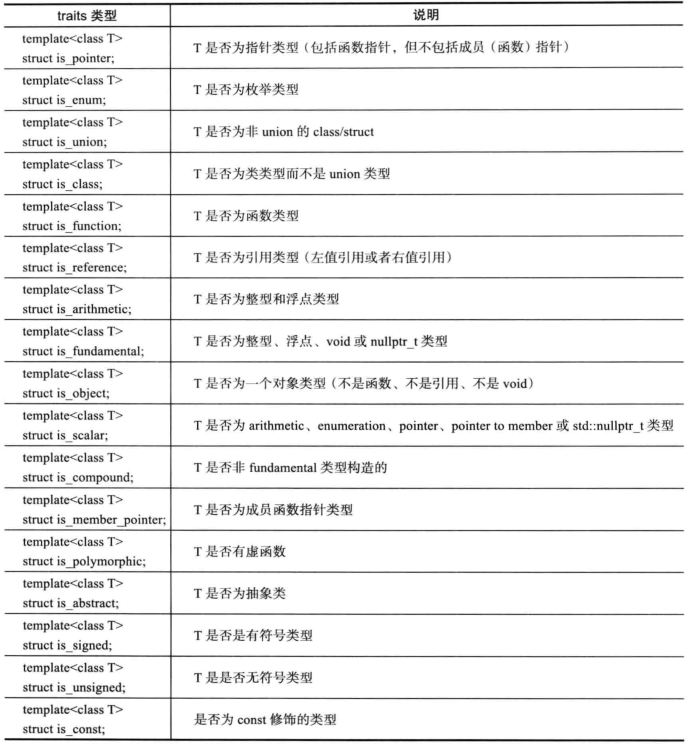 traits 类型 说明
template<class T>
struct is_pointer;
T 是否为指针类型(包括函数指针,但不包括成员(函数)指针)
template<class T>
struct is_enum;
T 是否为枚举类型
template<class T>
struct is_union;
T 是否为非 union 的 class/struct
template<class T>
struct is_class;
T 是否为类类型而不是 union 类型
template<class T>
struct is_function;
T 是否为函数类型
template<class T>
struct is_reference;
T 是否为引用类型(左值引用或者右值引用)
template<class T>
struct is_arithmetic;
T 是否为整型和浮点类型
template<class T>
struct is_fundamental;
T 是否为整型、浮点、void 或 nullptr_t 类型
template<class T>
struct is_object;
T 是否为一个对象类型(不是函数、不是引用、不是 void)
template<class T>
struct is_scalar;
T 是否为 arithmetic、enumeration、pointer、pointer to member 或 std::nullptr_t 类型
template<class T>
struct is_compound;
T 是否非 fundamental 类型构造的
template<class T>
struct is_member_pointer;
T 是否为成员函数指针类型
template<class T>
struct is_polymorphic;
T 是否有虚函数
template<class T>
struct is_abstract;
T 是否为抽象类
template<class T>
struct is_signed;
T 是否是有符号类型
template<class T>
struct is_unsigned;
T 是是否无符号类型
template<class T>
struct is_const;
是否为 const 修饰的类型